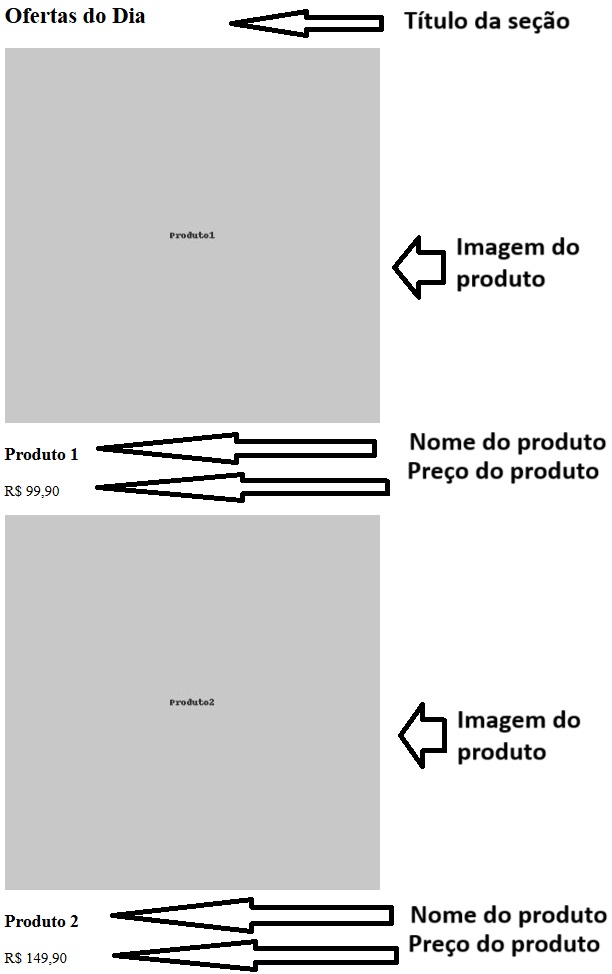 Ofertas do Dia
Título da seção
Produto1
Imagem do
produto
Produto 1
Nome do produto
R$ 99,90
Preço do produto
Produto2
Imagem do
produto
Produto 2
Nome do produto
R$ 149,90
Preço do produto